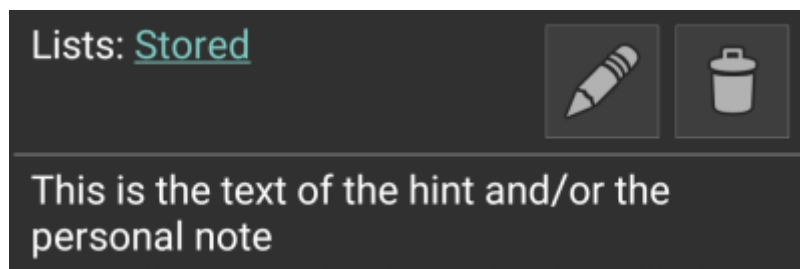 Lists: Stored
This is the text of the hint and/or the
personal note